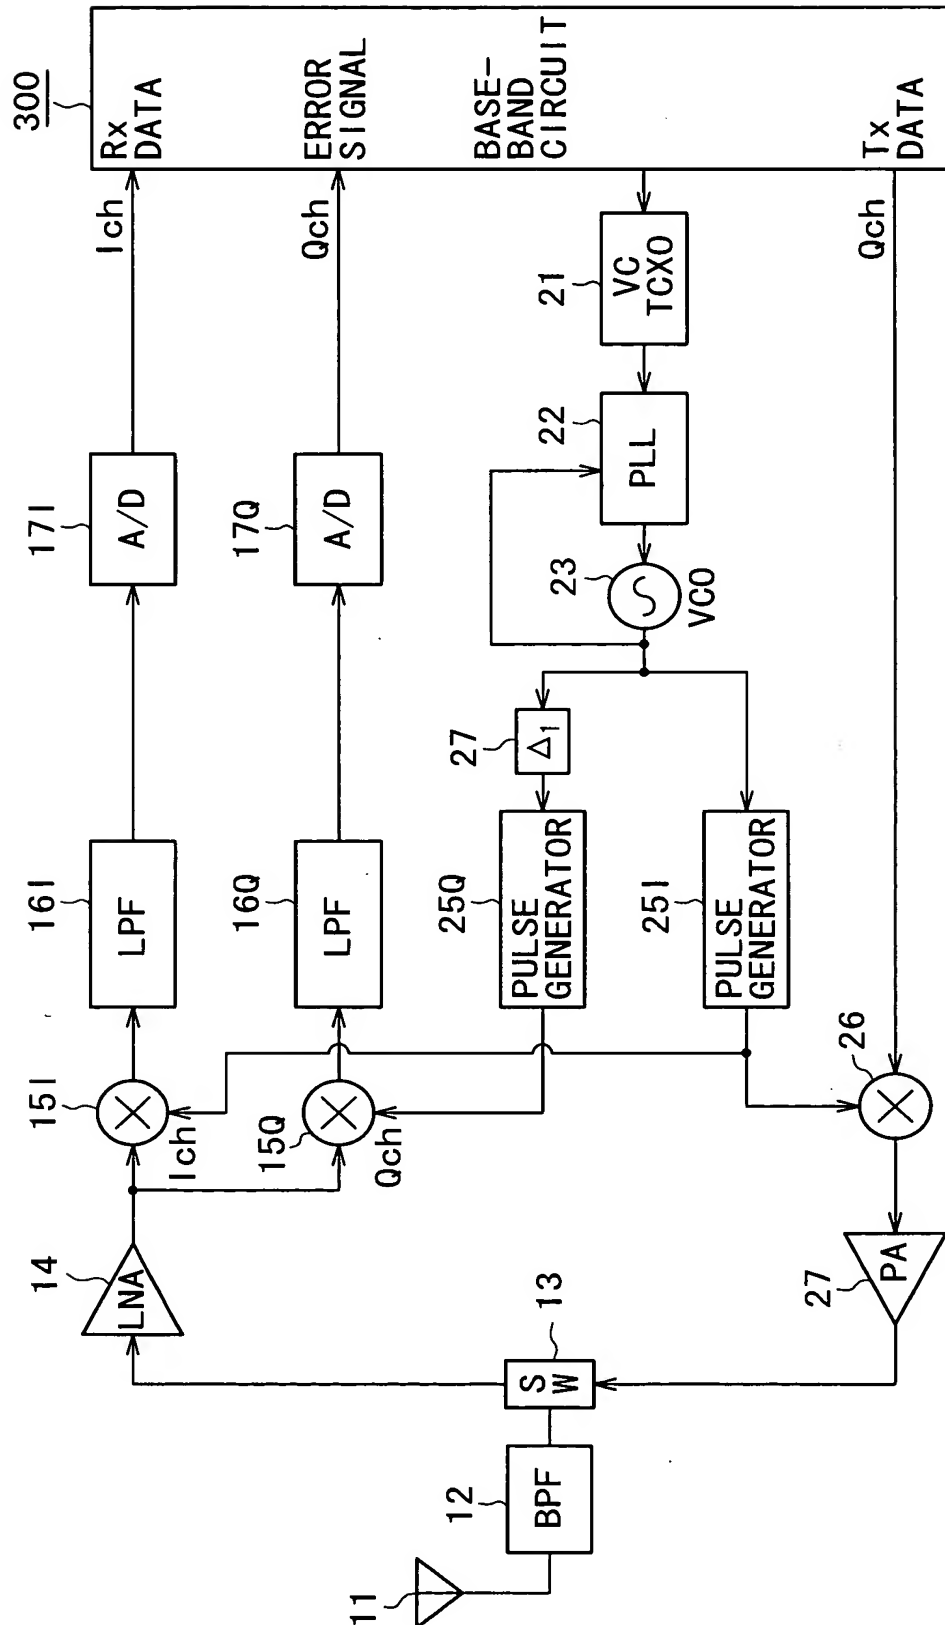 300
Rx
DATA
ERROR
SIGNAL
BASE-
BAND
CIRCUIT
Tx
DATA
Ich
Qch
Qch
17I
A/D
17Q
A/D
21
VC
TCXO
22
PLL
23
VCO
27
Δ1
16I
LPF
16Q
LPF
25Q
PULSE
GENERATOR
25I
PULSE
GENERATOR
15I
Ich
15Q
Qch
26
14
LNA
13
SW
27
PA
12
BPF
11